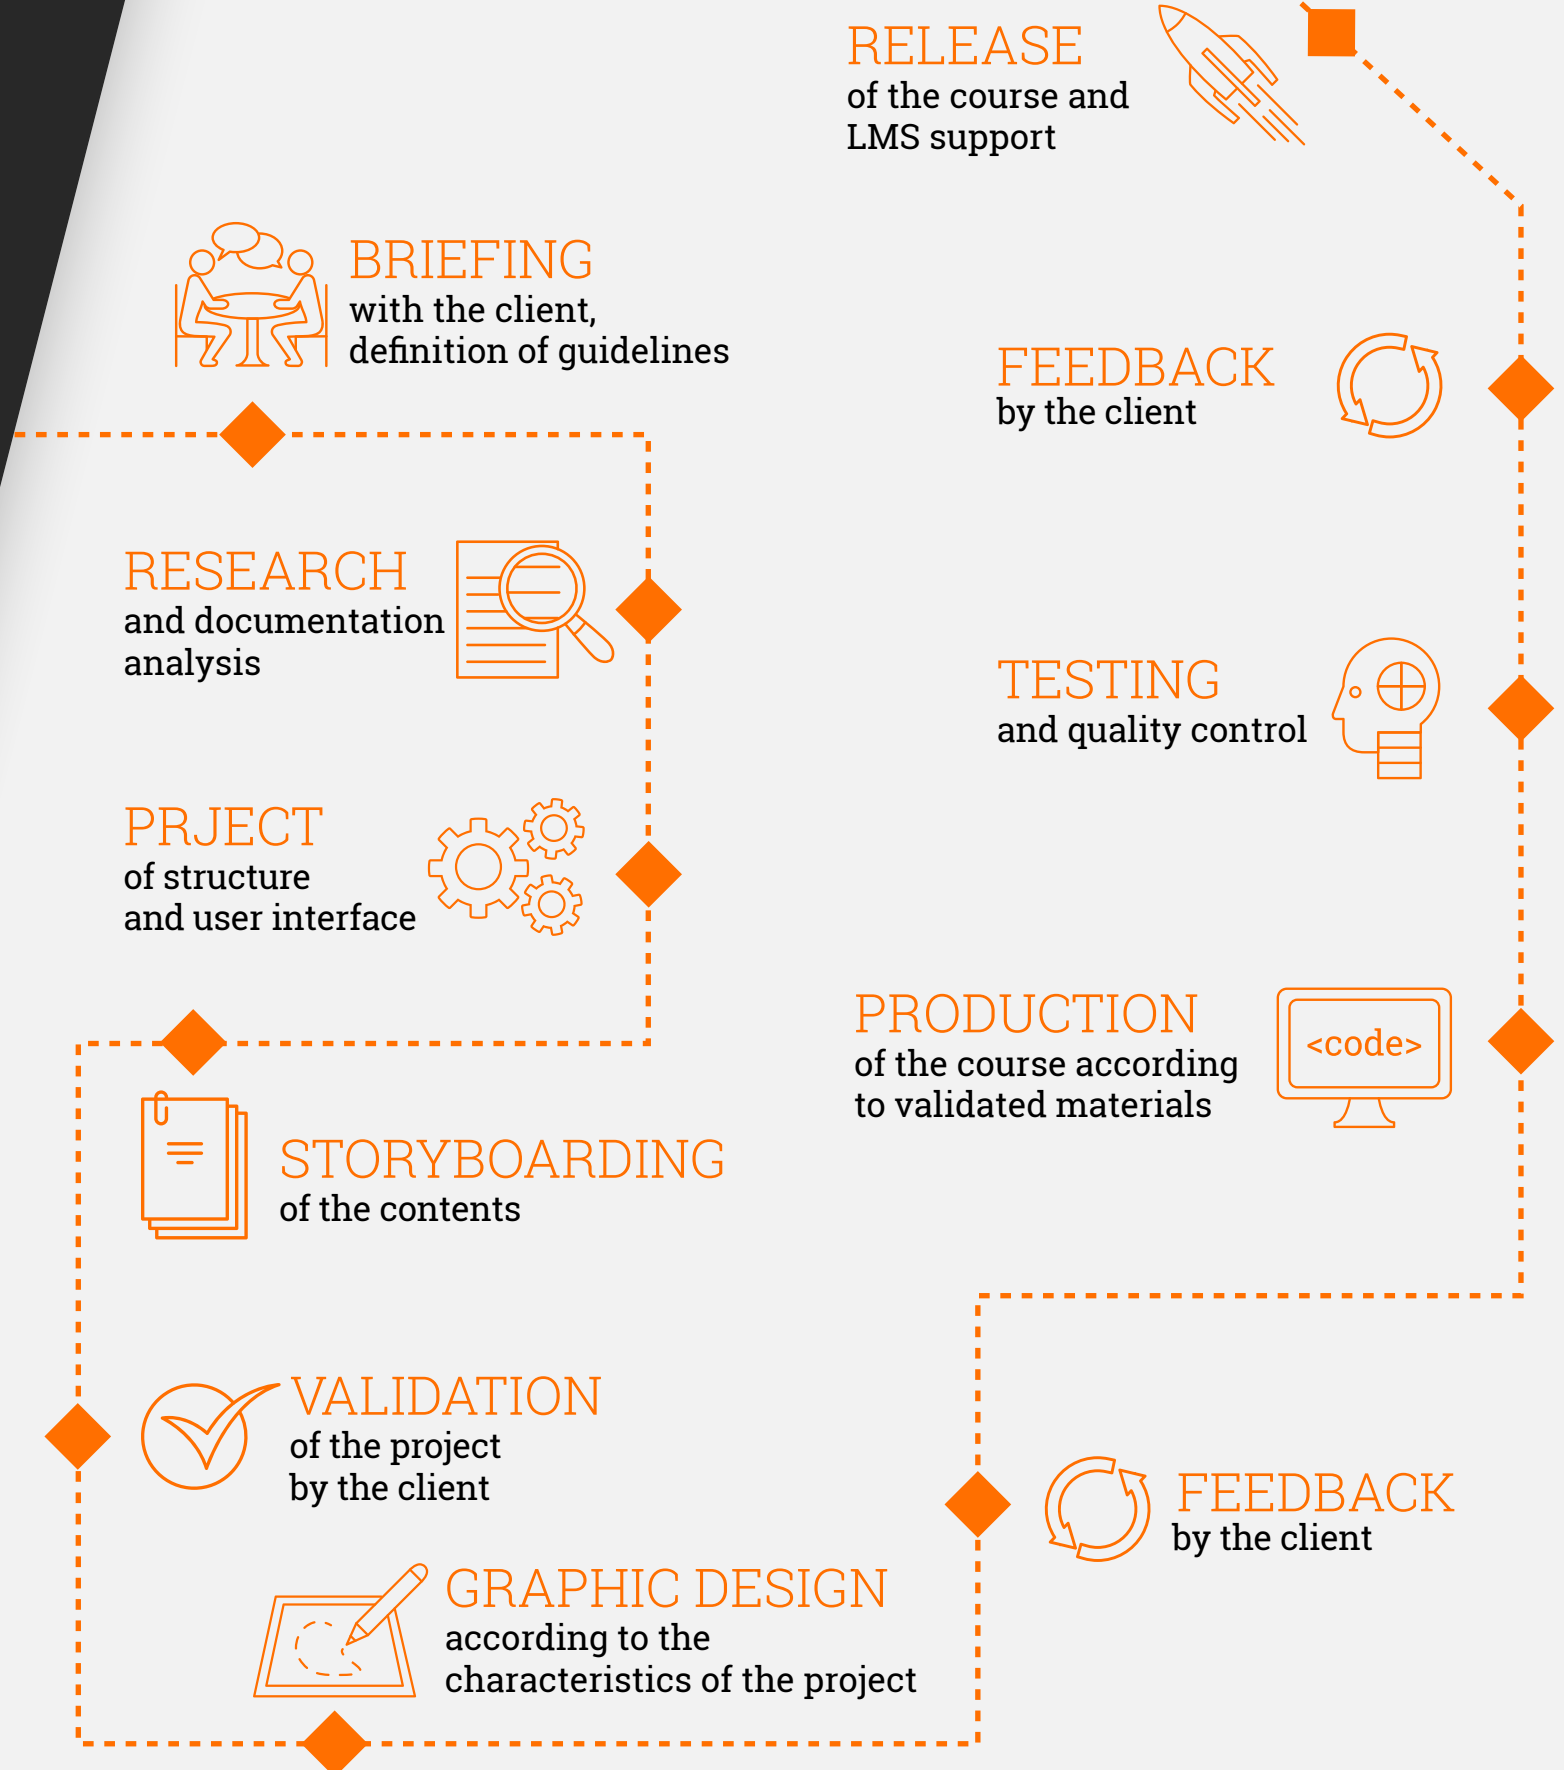 BRIEFING
with the client,
definition of guidelines
RESEARCH
and documentation
analysis
PRJECT
of structure
and user interface
STORYBOARDING
of the contents
VALIDATION
of the project
by the client
GRAPHIC DESIGN
according to the
characteristics of the project
FEEDBACK
by the client
PRODUCTION
of the course according
to validated materials
<code>
TESTING
and quality control
FEEDBACK
by the client
RELEASE
of the course and
LMS support